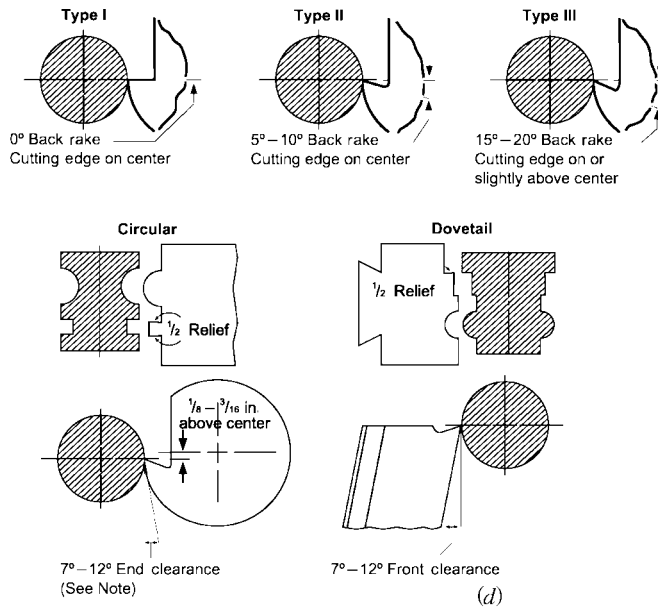 Type I
Type II
Type III
0° Back rake
Cutting edge on center
5°–10° Back rake
Cutting edge on center
15°–20° Back rake
Cutting edge on or
slightly above center
Circular
Dovetail
1/2 Relief
1/2 Relief
1/8 – 3/16 in.
above center
7°–12° End clearance
(See Note)
7°–12° Front clearance
(d)